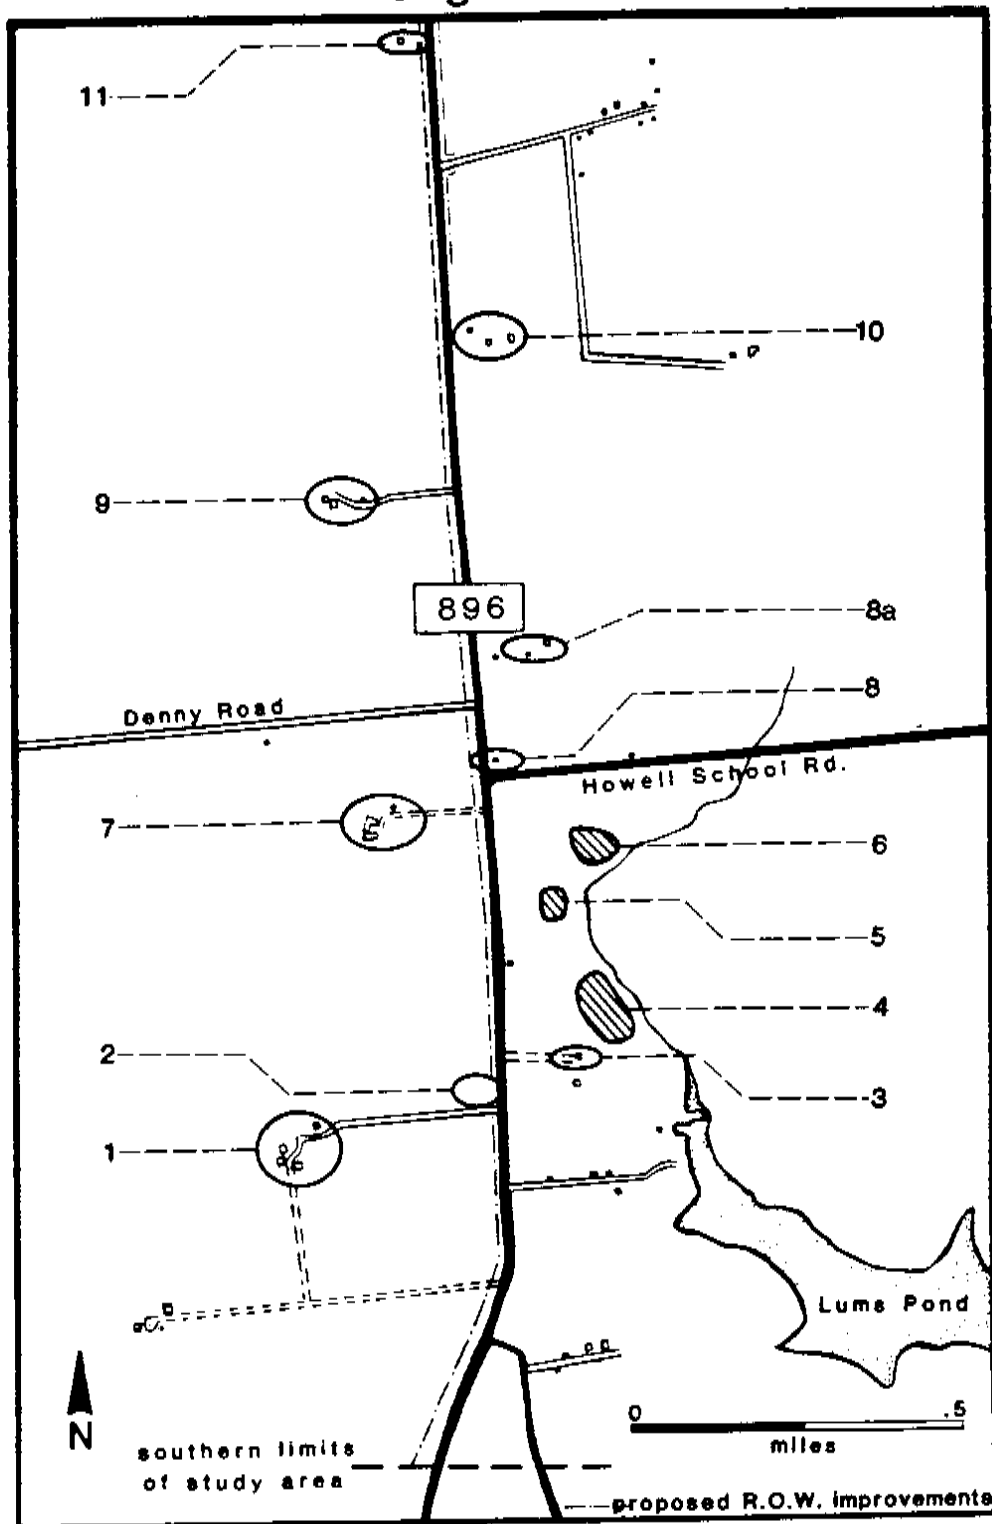 11
10
9
896
8a
Denny Road
8
Howell School Rd.
7
6
5
4
2
3
1
Lums Pond
N
0 .5
miles
southern limits
of study area
proposed R.O.W. improvements